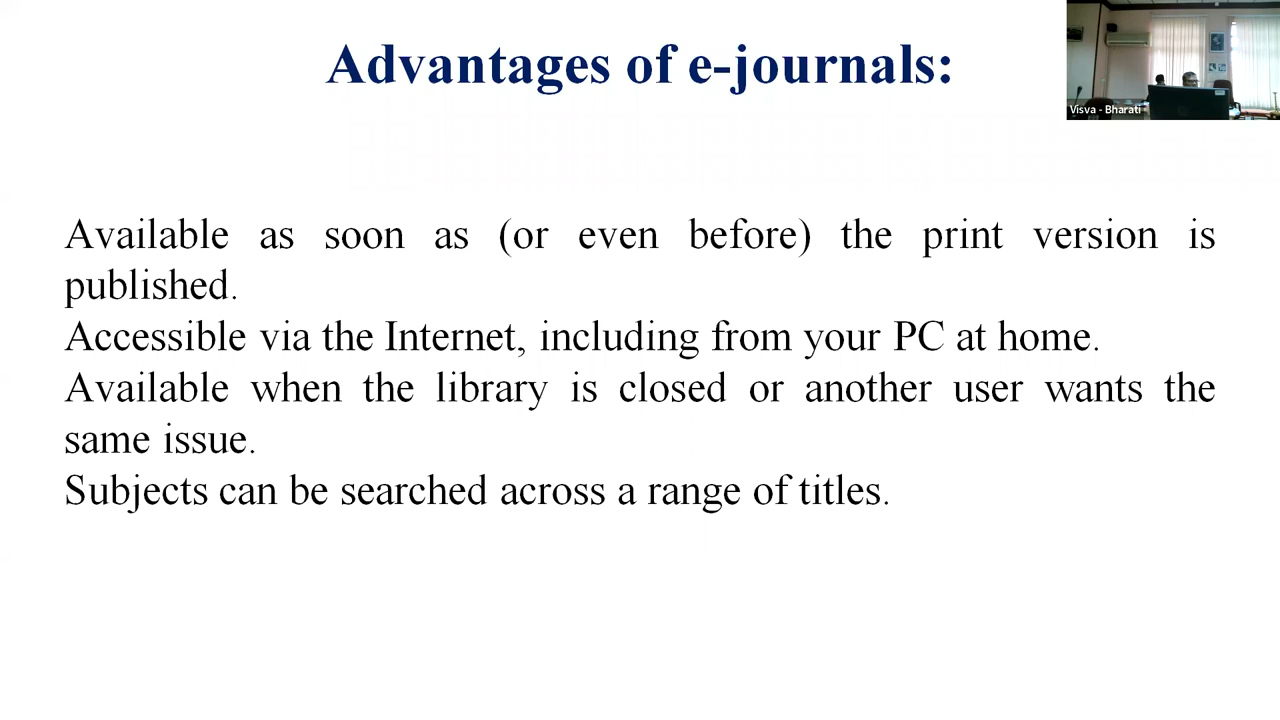 Advantages of e-journals:
Visva - Bharati
Available as soon as (or even before) the print version is
published.
Accessible via the Internet, including from your PC at home.
Available when the library is closed or another user wants the
same issue.
Subjects can be searched across a range of titles.